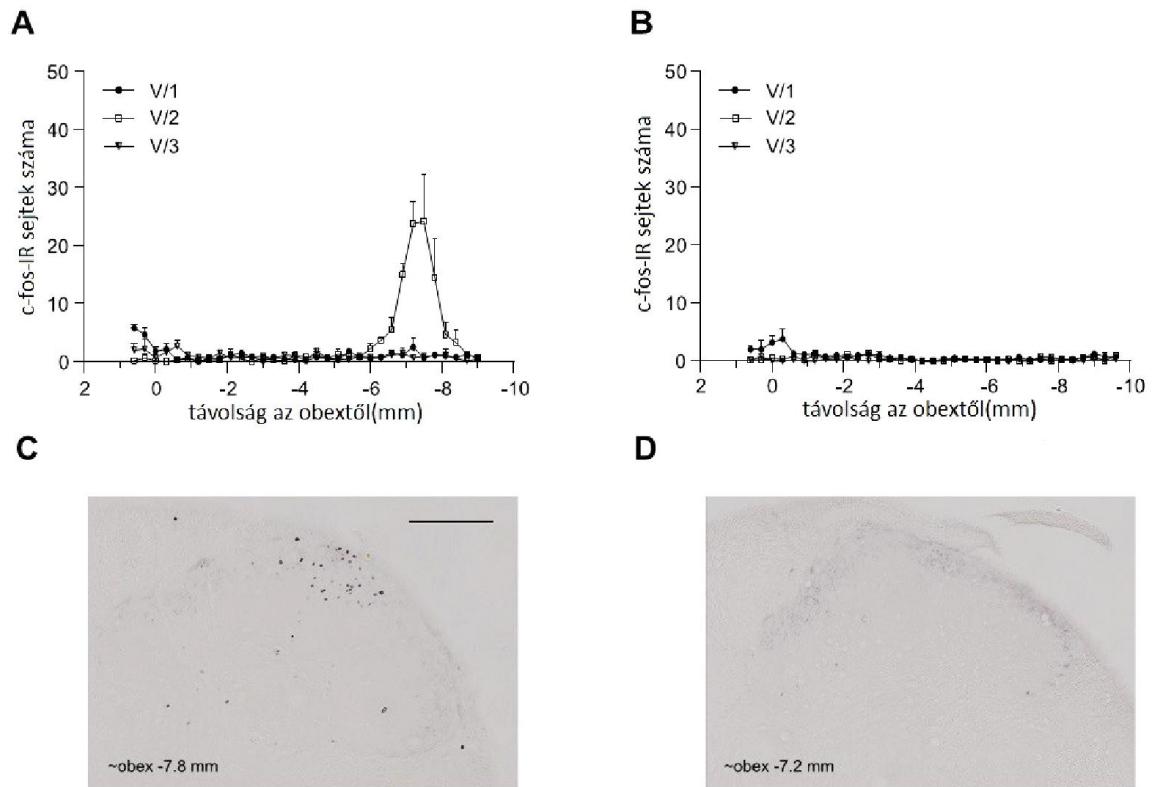 A
50
40
30
20
10
0
c-fos-IR sejtek száma
V/1
V/2
V/3
2 0 -2 -4 -6 -8 -10
távolság az obextől(mm)
B
50
40
30
20
10
0
c-fos-IR sejtek száma
V/1
V/2
V/3
2 0 -2 -4 -6 -8 -10
távolság az obextől(mm)
C
~obex -7.8 mm
D
~obex -7.2 mm